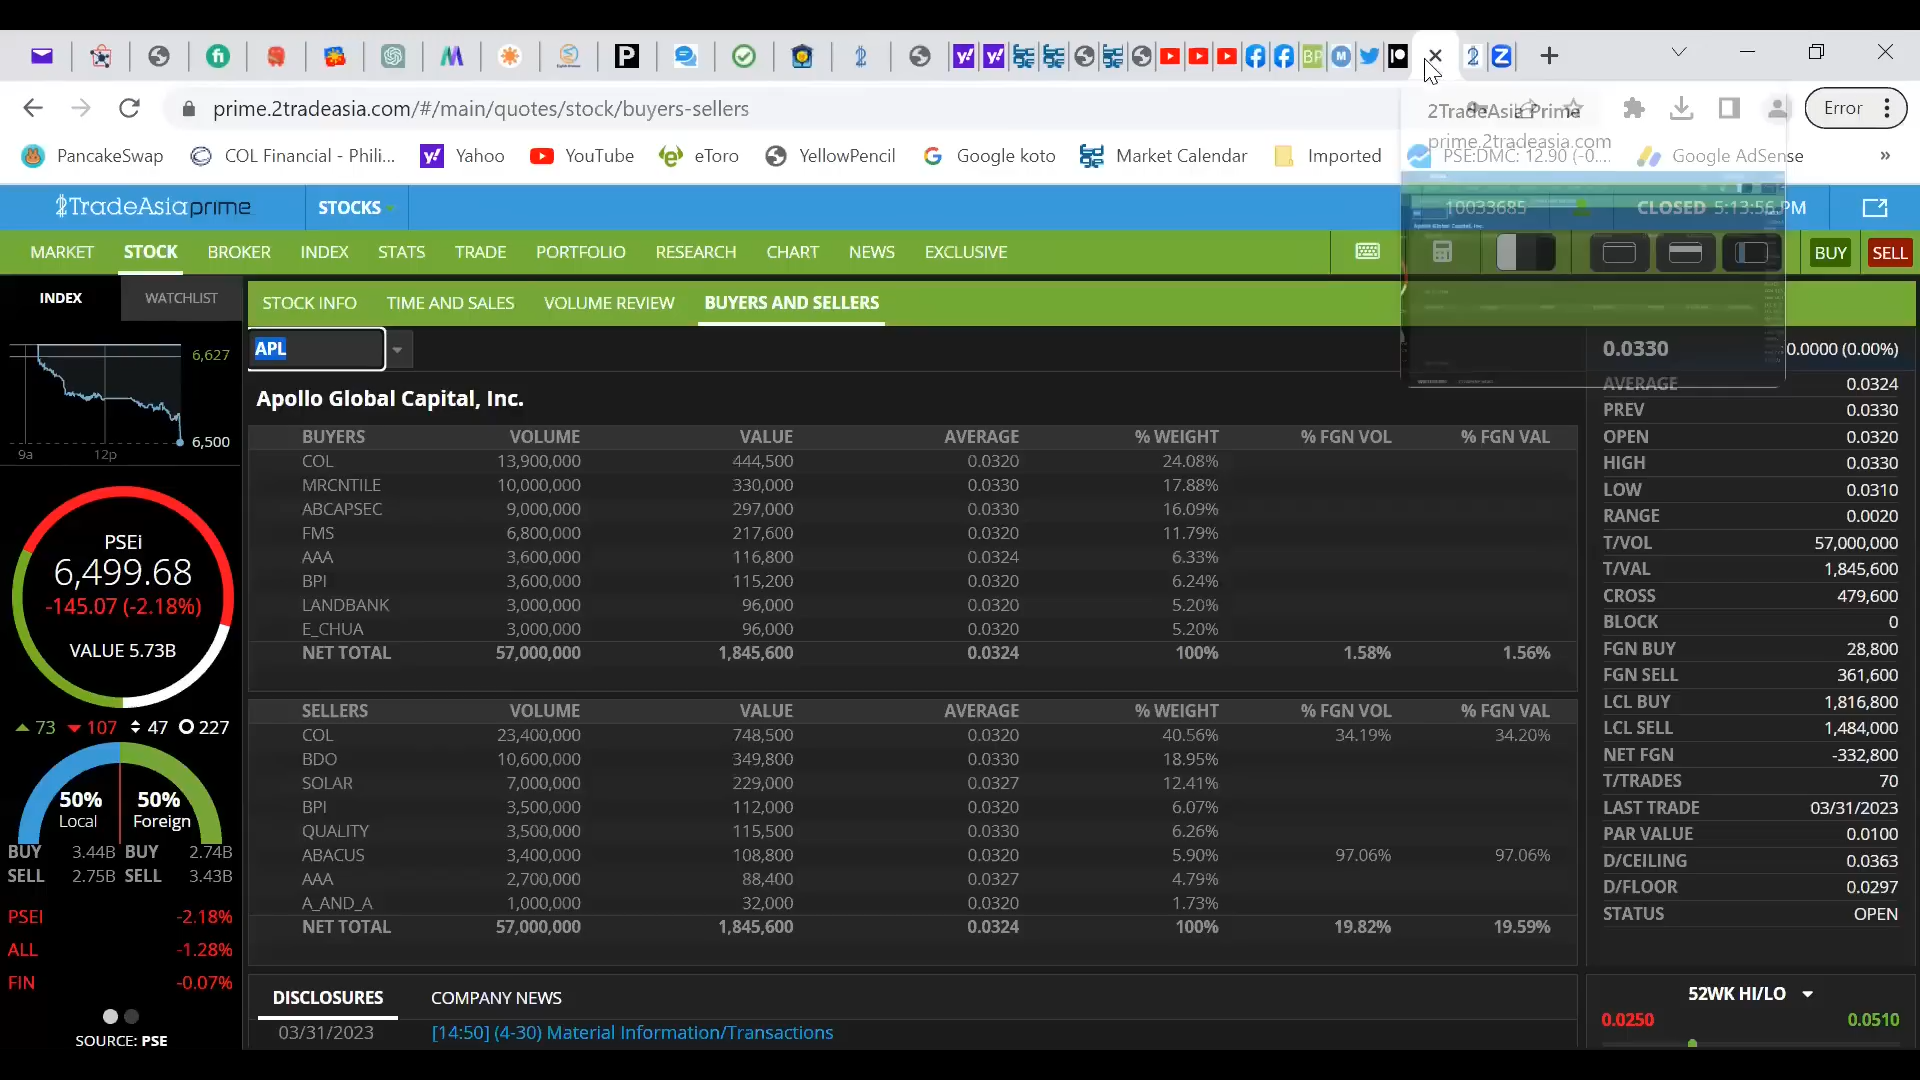 prime.2tradeasia.com/#/main/quotes/stock/buyers-sellers
Error
2TradeAsia Prime
prime.2tradeasia.com
PancakeSwap
COL Financial - Phili...
Yahoo
YouTube
eToro
YellowPencil
Google koto
Market Calendar
Imported
PSE:DMC: 12.90 (-0....
Google AdSense
»
2TradeAsia prime
STOCKS
10033685
CLOSED 5:13:56 PM
MARKET STOCK BROKER INDEX STATS TRADE PORTFOLIO RESEARCH CHART NEWS EXCLUSIVE
BUY SELL
INDEX WATCHLIST
STOCK INFO TIME AND SALES VOLUME REVIEW BUYERS AND SELLERS
6,627
6,500
9a 12p
APL
Apollo Global Capital, Inc.
BUYERS VOLUME VALUE AVERAGE % WEIGHT % FGN VOL % FGN VAL
COL 13,900,000 444,500 0.0320 24.08%
MRCNTILE 10,000,000 330,000 0.0330 17.88%
ABCAPSEC 9,000,000 297,000 0.0330 16.09%
FMS 6,800,000 217,600 0.0320 11.79%
AAA 3,600,000 116,800 0.0324 6.33%
BPI 3,600,000 115,200 0.0320 6.24%
LANDBANK 3,000,000 96,000 0.0320 5.20%
E_CHUA 3,000,000 96,000 0.0320 5.20%
NET TOTAL 57,000,000 1,845,600 0.0324 100% 1.58% 1.56%
SELLERS VOLUME VALUE AVERAGE % WEIGHT % FGN VOL % FGN VAL
COL 23,400,000 748,500 0.0320 40.56% 34.19% 34.20%
BDO 10,600,000 349,800 0.0330 18.95%
SOLAR 7,000,000 229,000 0.0327 12.41%
BPI 3,500,000 112,000 0.0320 6.07%
QUALITY 3,500,000 115,500 0.0330 6.26%
ABACUS 3,400,000 108,800 0.0320 5.90% 97.06% 97.06%
AAA 2,700,000 88,400 0.0327 4.79%
A_AND_A 1,000,000 32,000 0.0320 1.73%
NET TOTAL 57,000,000 1,845,600 0.0324 100% 19.82% 19.59%
DISCLOSURES COMPANY NEWS
03/31/2023 [14:50] (4-30) Material Information/Transactions
PSEi
6,499.68
-145.07 (-2.18%)
VALUE 5.73B
73 107 47 227
50% 50%
Local Foreign
BUY 3.44B BUY 2.74B
SELL 2.75B SELL 3.43B
PSEI -2.18%
ALL -1.28%
FIN -0.07%
SOURCE: PSE
0.0330 0.0000 (0.00%)
AVERAGE 0.0324
PREV 0.0330
OPEN 0.0320
HIGH 0.0330
LOW 0.0310
RANGE 0.0020
T/VOL 57,000,000
T/VAL 1,845,600
CROSS 479,600
BLOCK 0
FGN BUY 28,800
FGN SELL 361,600
LCL BUY 1,816,800
LCL SELL 1,484,000
NET FGN -332,800
T/TRADES 70
LAST TRADE 03/31/2023
PAR VALUE 0.0100
D/CEILING 0.0363
D/FLOOR 0.0297
STATUS OPEN
52WK HI/LO
0.0250 0.0510